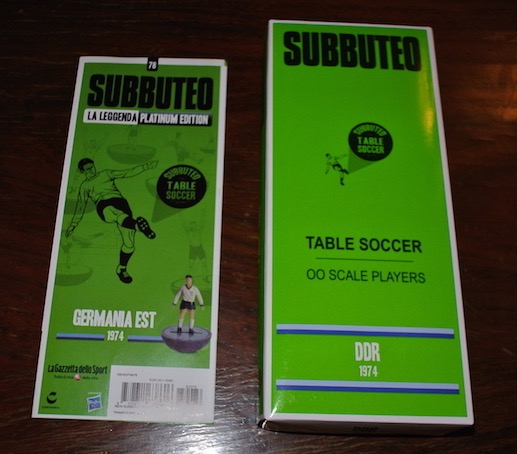 78
SUBBUTEO
LA LEGGENDA PLATINUM EDITION
SUBBUTEO
TABLE
SOCCER
GERMANIA EST
1974
La Gazzetta dello Sport
SUBBUTEO
SUBBUTEO
TABLE
SOCCER
TABLE SOCCER
OO SCALE PLAYERS
DDR
1974